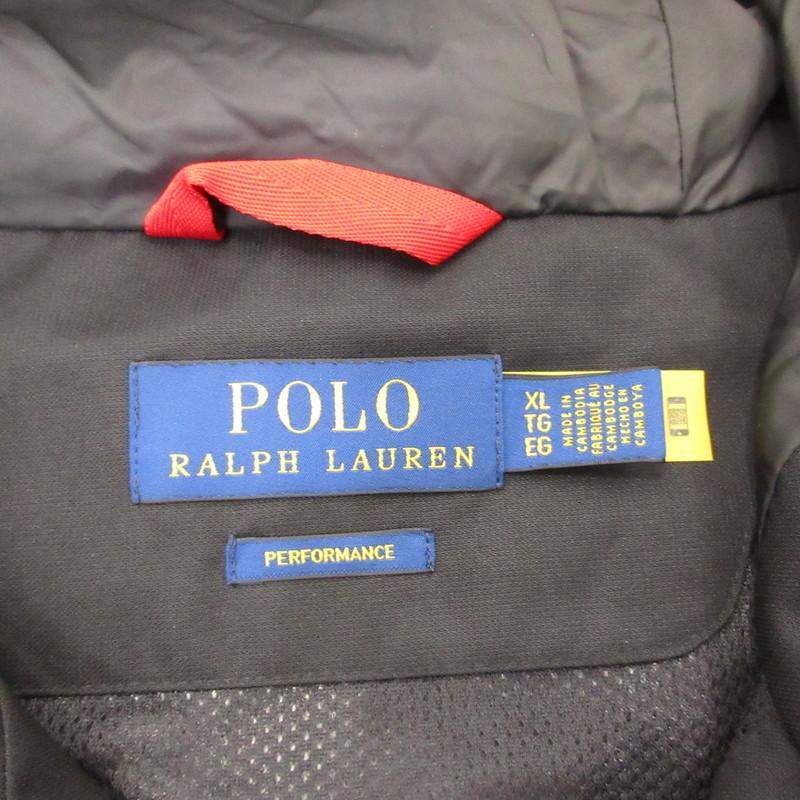 POLO
RALPH LAUREN
XL
TG
EG
MADE IN
CAMBODIA
FABRIQUÉ AU
CAMBODGE
HECHO EN
CAMBOYA
PERFORMANCE